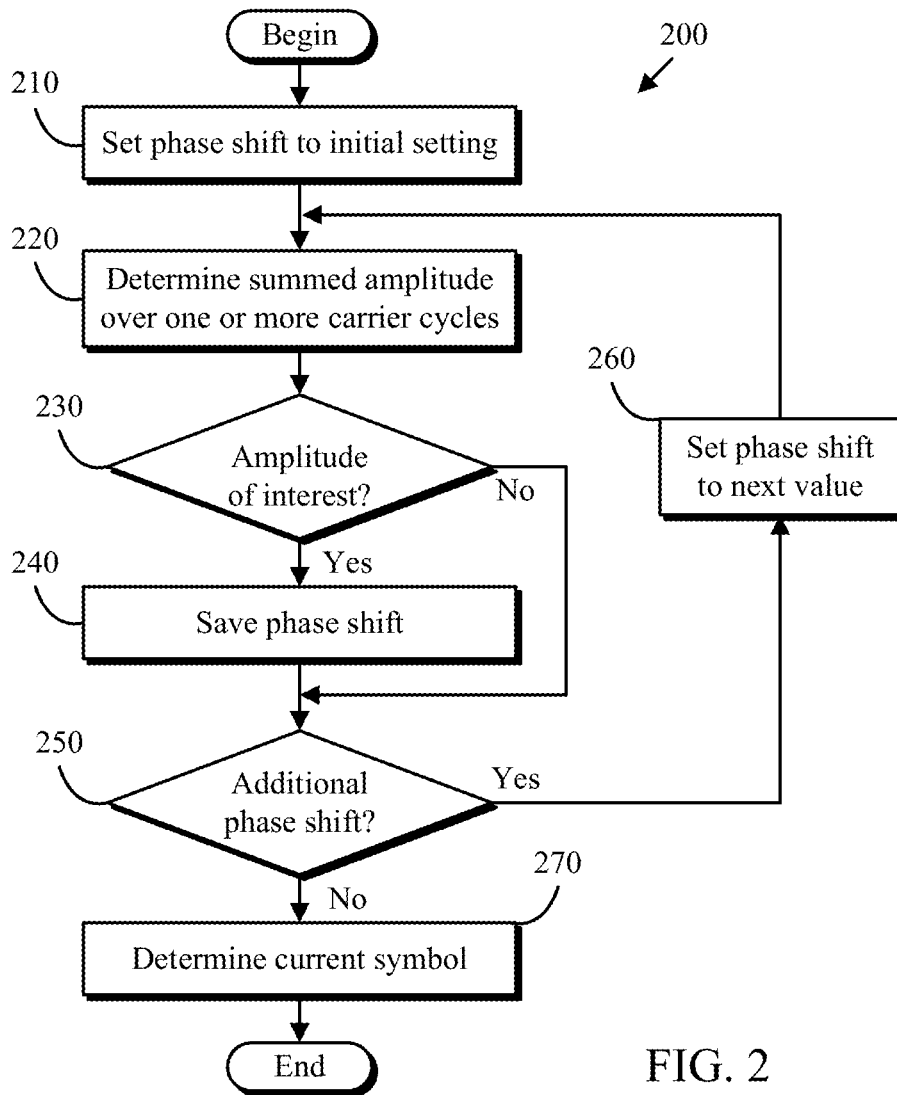 Begin
200
210
Set phase shift to initial setting
220
Determine summed amplitude
over one or more carrier cycles
260
Set phase shift
to next value
230
Amplitude
of interest?
No
Yes
240
Save phase shift
250
Additional
phase shift?
Yes
No
270
Determine current symbol
End
FIG. 2